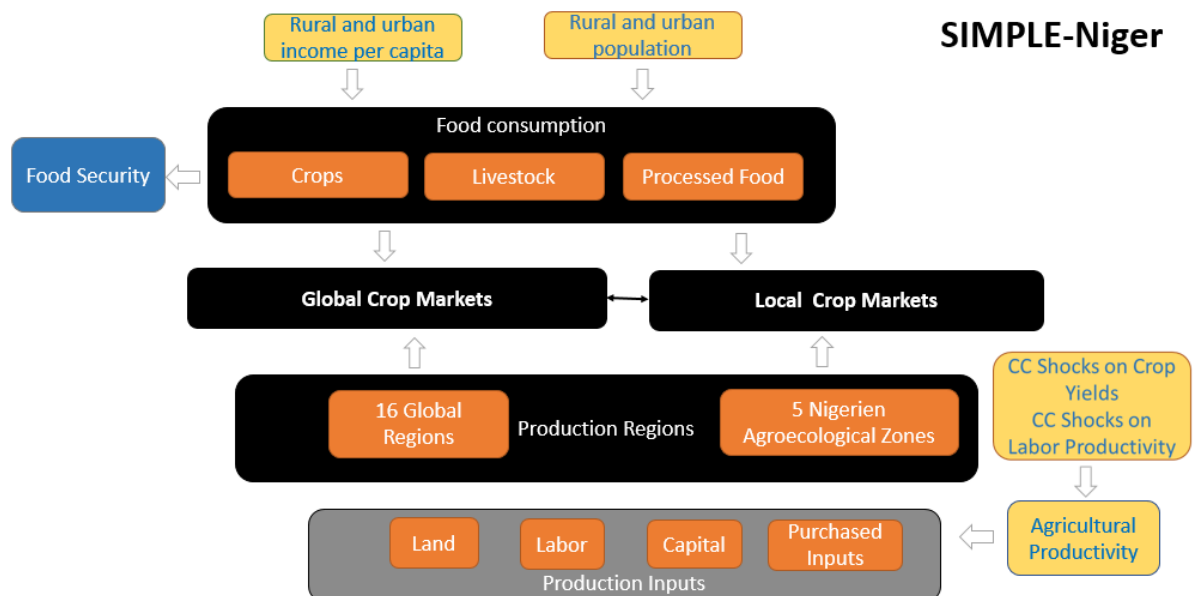 SIMPLE-Niger
Rural and urban
income per capita
Rural and urban
population
Food consumption
Food Security
Crops
Livestock
Processed Food
Global Crop Markets
Local Crop Markets
16 Global
Regions
Production Regions
5 Nigerien
Agroecological Zones
CC Shocks on Crop
Yields
CC Shocks on
Labor Productivity
Land
Labor
Capital
Purchased
Inputs
Production Inputs
Agricultural
Productivity